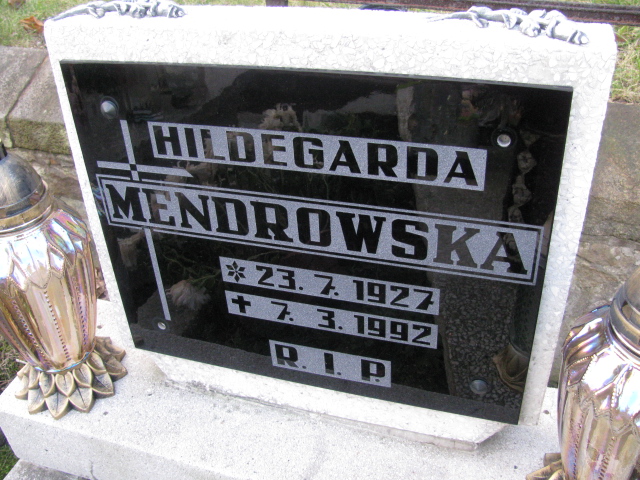 HILDEGARDA
MENDROWSKA
* 23. 7. 1927
✝ 7. 3. 1992
R. I. P.